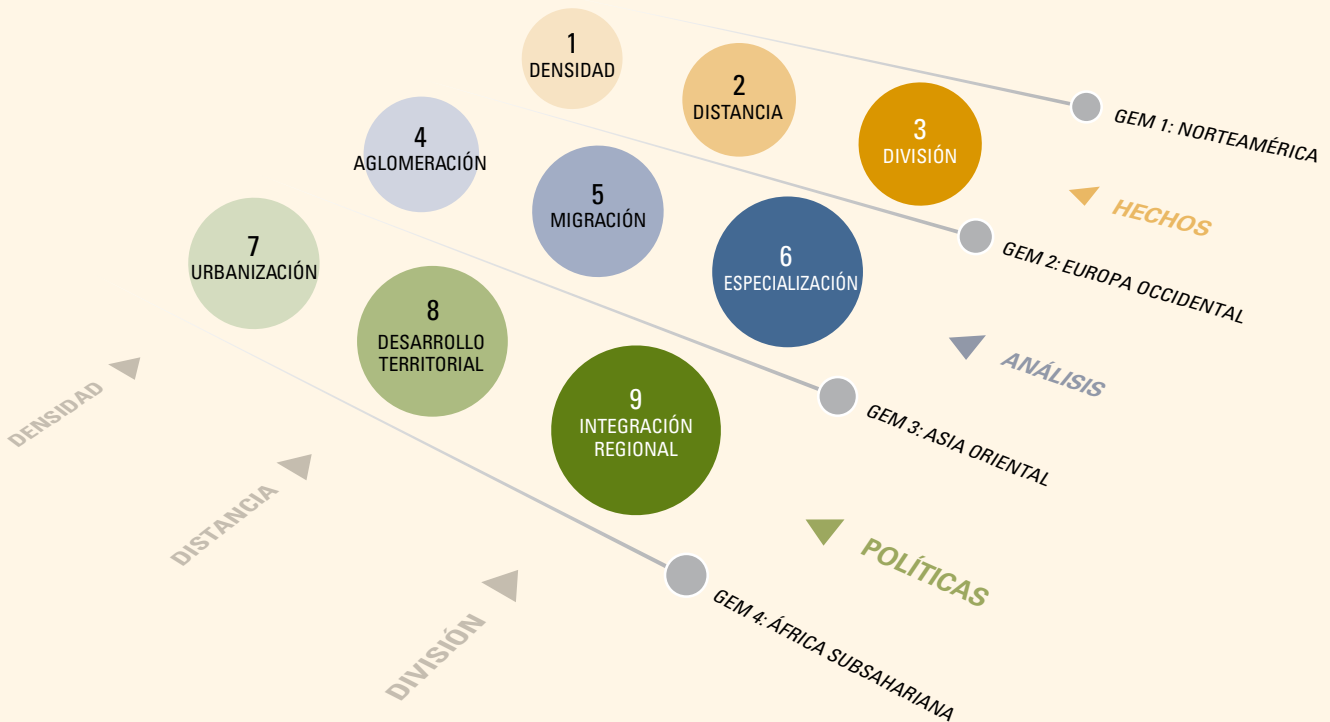 1
DENSIDAD
2
DISTANCIA
3
DIVISIÓN
GEM 1: NORTEAMÉRICA
HECHOS
4
AGLOMERACIÓN
5
MIGRACIÓN
6
ESPECIALIZACIÓN
GEM 2: EUROPA OCCIDENTAL
ANÁLISIS
7
URBANIZACIÓN
8
DESARROLLO
TERRITORIAL
9
INTEGRACIÓN
REGIONAL
GEM 3: ASIA ORIENTAL
POLÍTICAS
GEM 4: ÁFRICA SUBSAHARIANA
DENSIDAD
DISTANCIA
DIVISIÓN